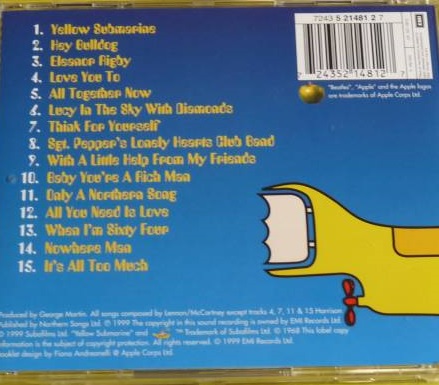 7243 5 21481 2 7
EMI
7 24352 14812 7
"Beatles", "Apple" and the Apple logos
are trademarks of Apple Corps Ltd.
1. Yellow Submarine
2. Hey Bulldog
3. Eleanor Rigby
4. Love You To
5. All Together Now
6. Lucy In The Sky With Diamonds
7. Think For Yourself
8. Sgt. Pepper's Lonely Hearts Club Band
9. With A Little Help From My Friends
10. Baby You're A Rich Man
11. Only A Northern Song
12. All You Need Is Love
13. When I'm Sixty Four
14. Nowhere Man
15. It's All Too Much
Produced by George Martin. All songs composed by Lennon/McCartney except tracks 4, 7, 11 & 15 Harrison
Published by Northern Songs Ltd. ℗ 1999 The copyright in this sound recording is owned by EMI Records Ltd.
© 1999 Subafilms Ltd. "Yellow Submarine" and ™ Trademark of Subafilms Ltd. © 1968 This label copy
information is the subject of copyright protection. All rights reserved. © 1999 EMI Records Ltd.
Booklet design by Fiona Andreanelli © Apple Corps Ltd.